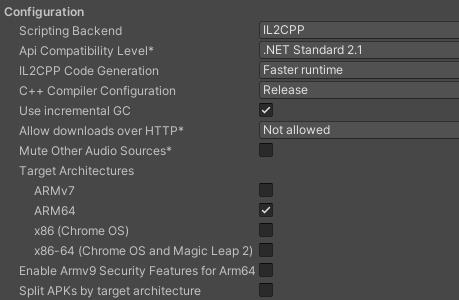 Configuration
Scripting Backend IL2CPP
Api Compatibility Level* .NET Standard 2.1
IL2CPP Code Generation Faster runtime
C++ Compiler Configuration Release
Use incremental GC
Allow downloads over HTTP* Not allowed
Mute Other Audio Sources*
Target Architectures
ARMv7
ARM64
x86 (Chrome OS)
x86-64 (Chrome OS and Magic Leap 2)
Enable Armv9 Security Features for Arm64
Split APKs by target architecture